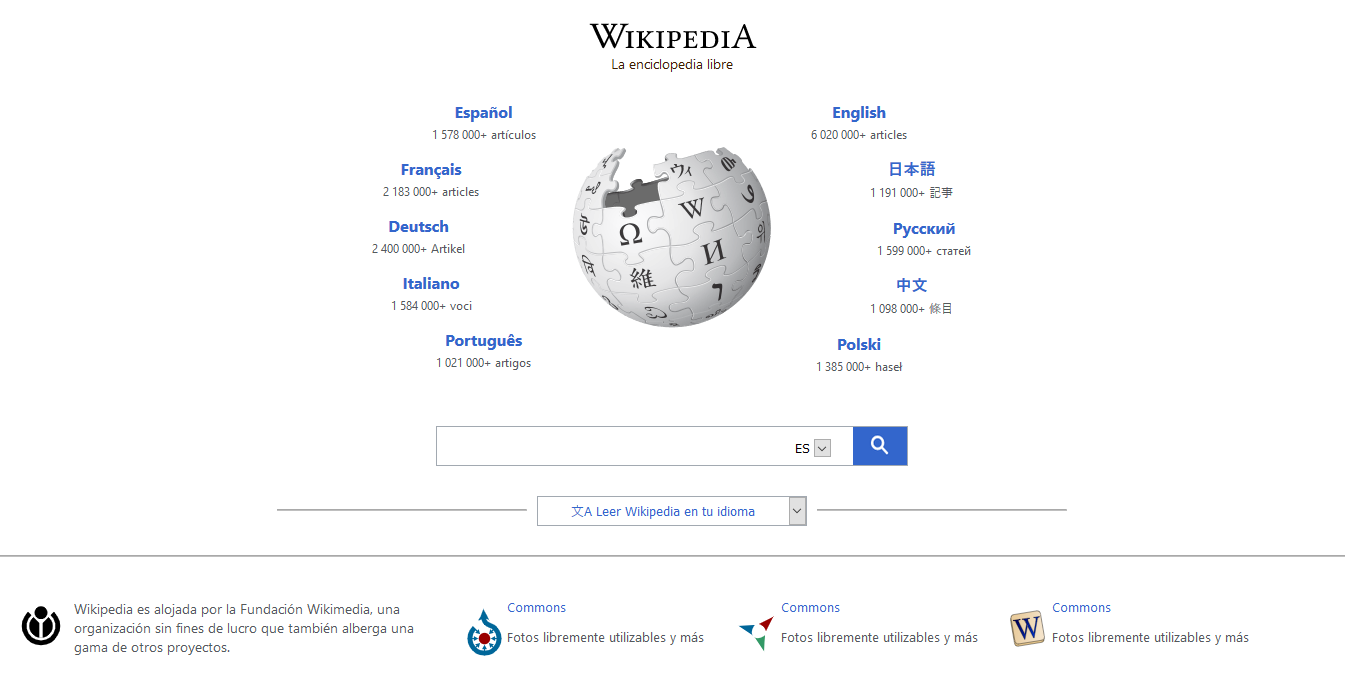 WIKIPEDIA
La enciclopedia libre
Español
1 578 000+ artículos
English
6 020 000+ articles
Français
2 183 000+ articles
日本語
1 191 000+ 記事
Deutsch
2 400 000+ Artikel
Русский
1 599 000+ статей
Italiano
1 584 000+ voci
中文
1 098 000+ 條目
Português
1 021 000+ artigos
Polski
1 385 000+ haseł
Ω W И 維 ウィ 7
ES
文A Leer Wikipedia en tu idioma
Wikipedia es alojada por la Fundación Wikimedia, una
organización sin fines de lucro que también alberga una
gama de otros proyectos.
Commons
Fotos libremente utilizables y más
Commons
Fotos libremente utilizables y más
W
Commons
Fotos libremente utilizables y más